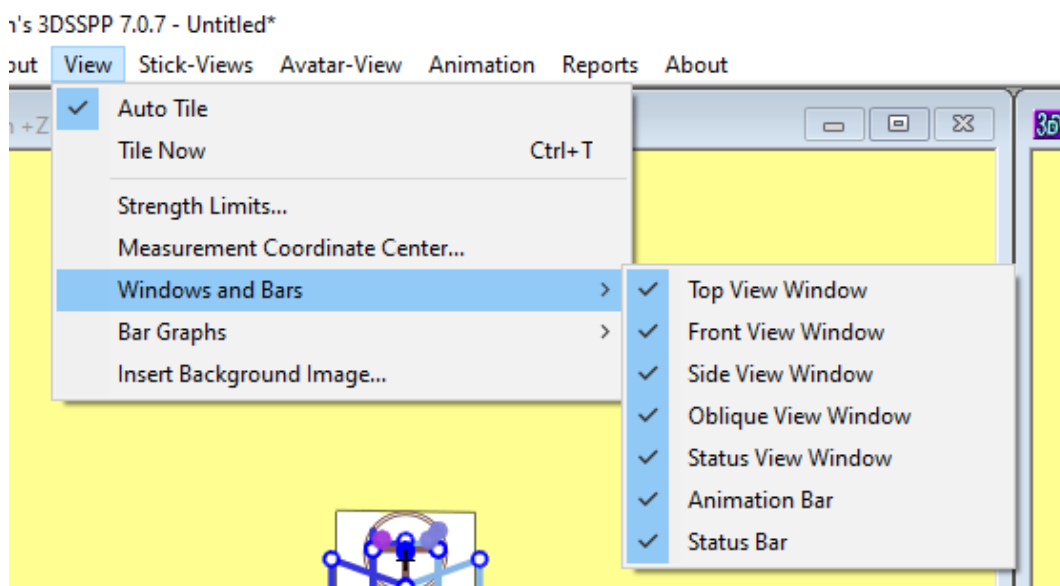 n's 3DSSPP 7.0.7 - Untitled*
out View Stick-Views Avatar-View Animation Reports About
Auto Tile
+Z
Tile Now Ctrl+T
Strength Limits...
Measurement Coordinate Center...
Windows and Bars
Top View Window
Bar Graphs
Front View Window
Insert Background Image...
Side View Window
Oblique View Window
Status View Window
Animation Bar
Status Bar